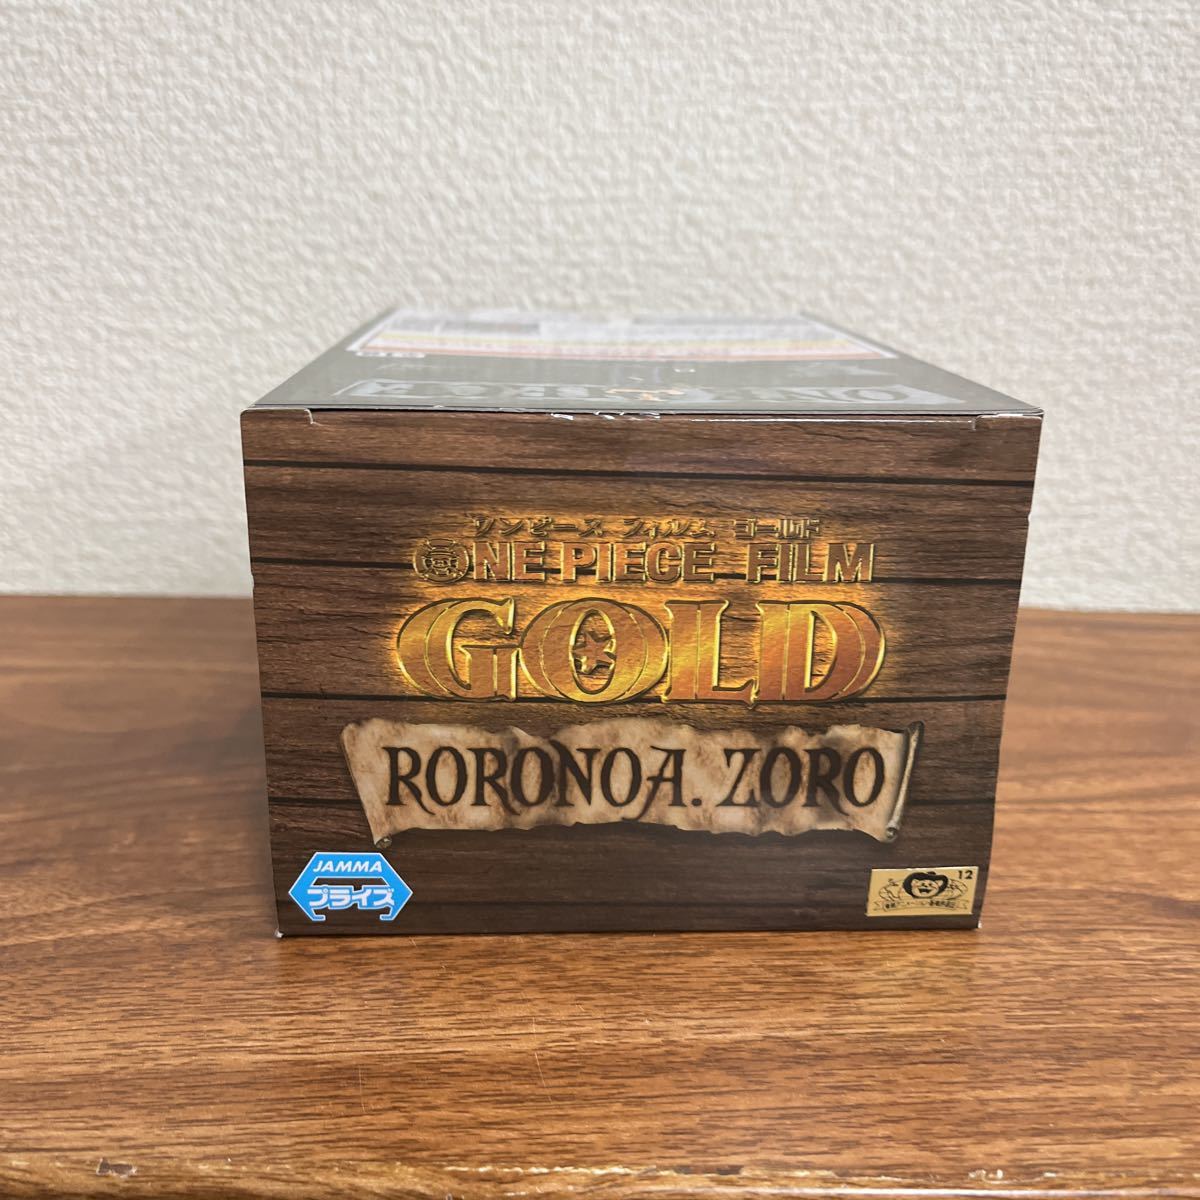 ワンピース フィルム ゴールド
ONE PIECE FILM
GOLD
RORONOA. ZORO
JAMMA
プライズ
12